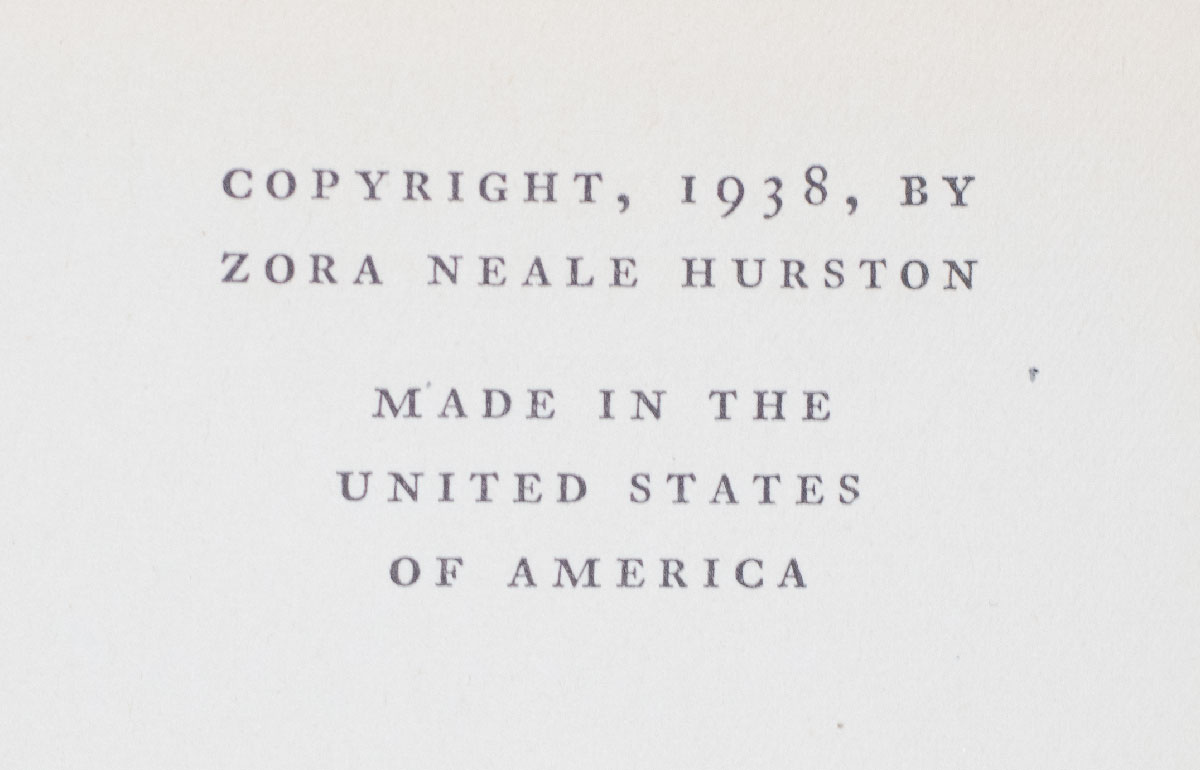 COPYRIGHT, 1938, BY
ZORA NEALE HURSTON
MADE IN THE
UNITED STATES
OF AMERICA